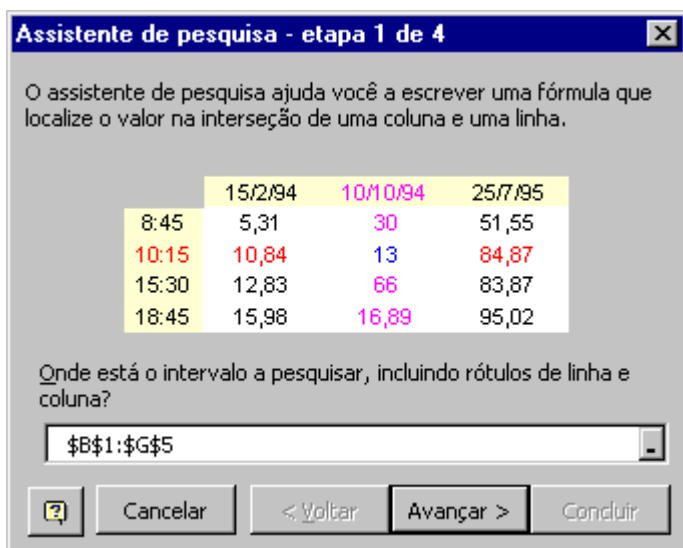 Assistente de pesquisa - etapa 1 de 4
O assistente de pesquisa ajuda você a escrever uma fórmula que
localize o valor na interseção de uma coluna e uma linha.
15/2/94 10/10/94 25/7/95
8:45 5,31 30 51,55
10:15 10,84 13 84,87
15:30 12,83 66 83,87
18:45 15,98 16,89 95,02
Onde está o intervalo a pesquisar, incluindo rótulos de linha e
coluna?
$B$1:$G$5
Cancelar < Voltar Avançar > Concluir